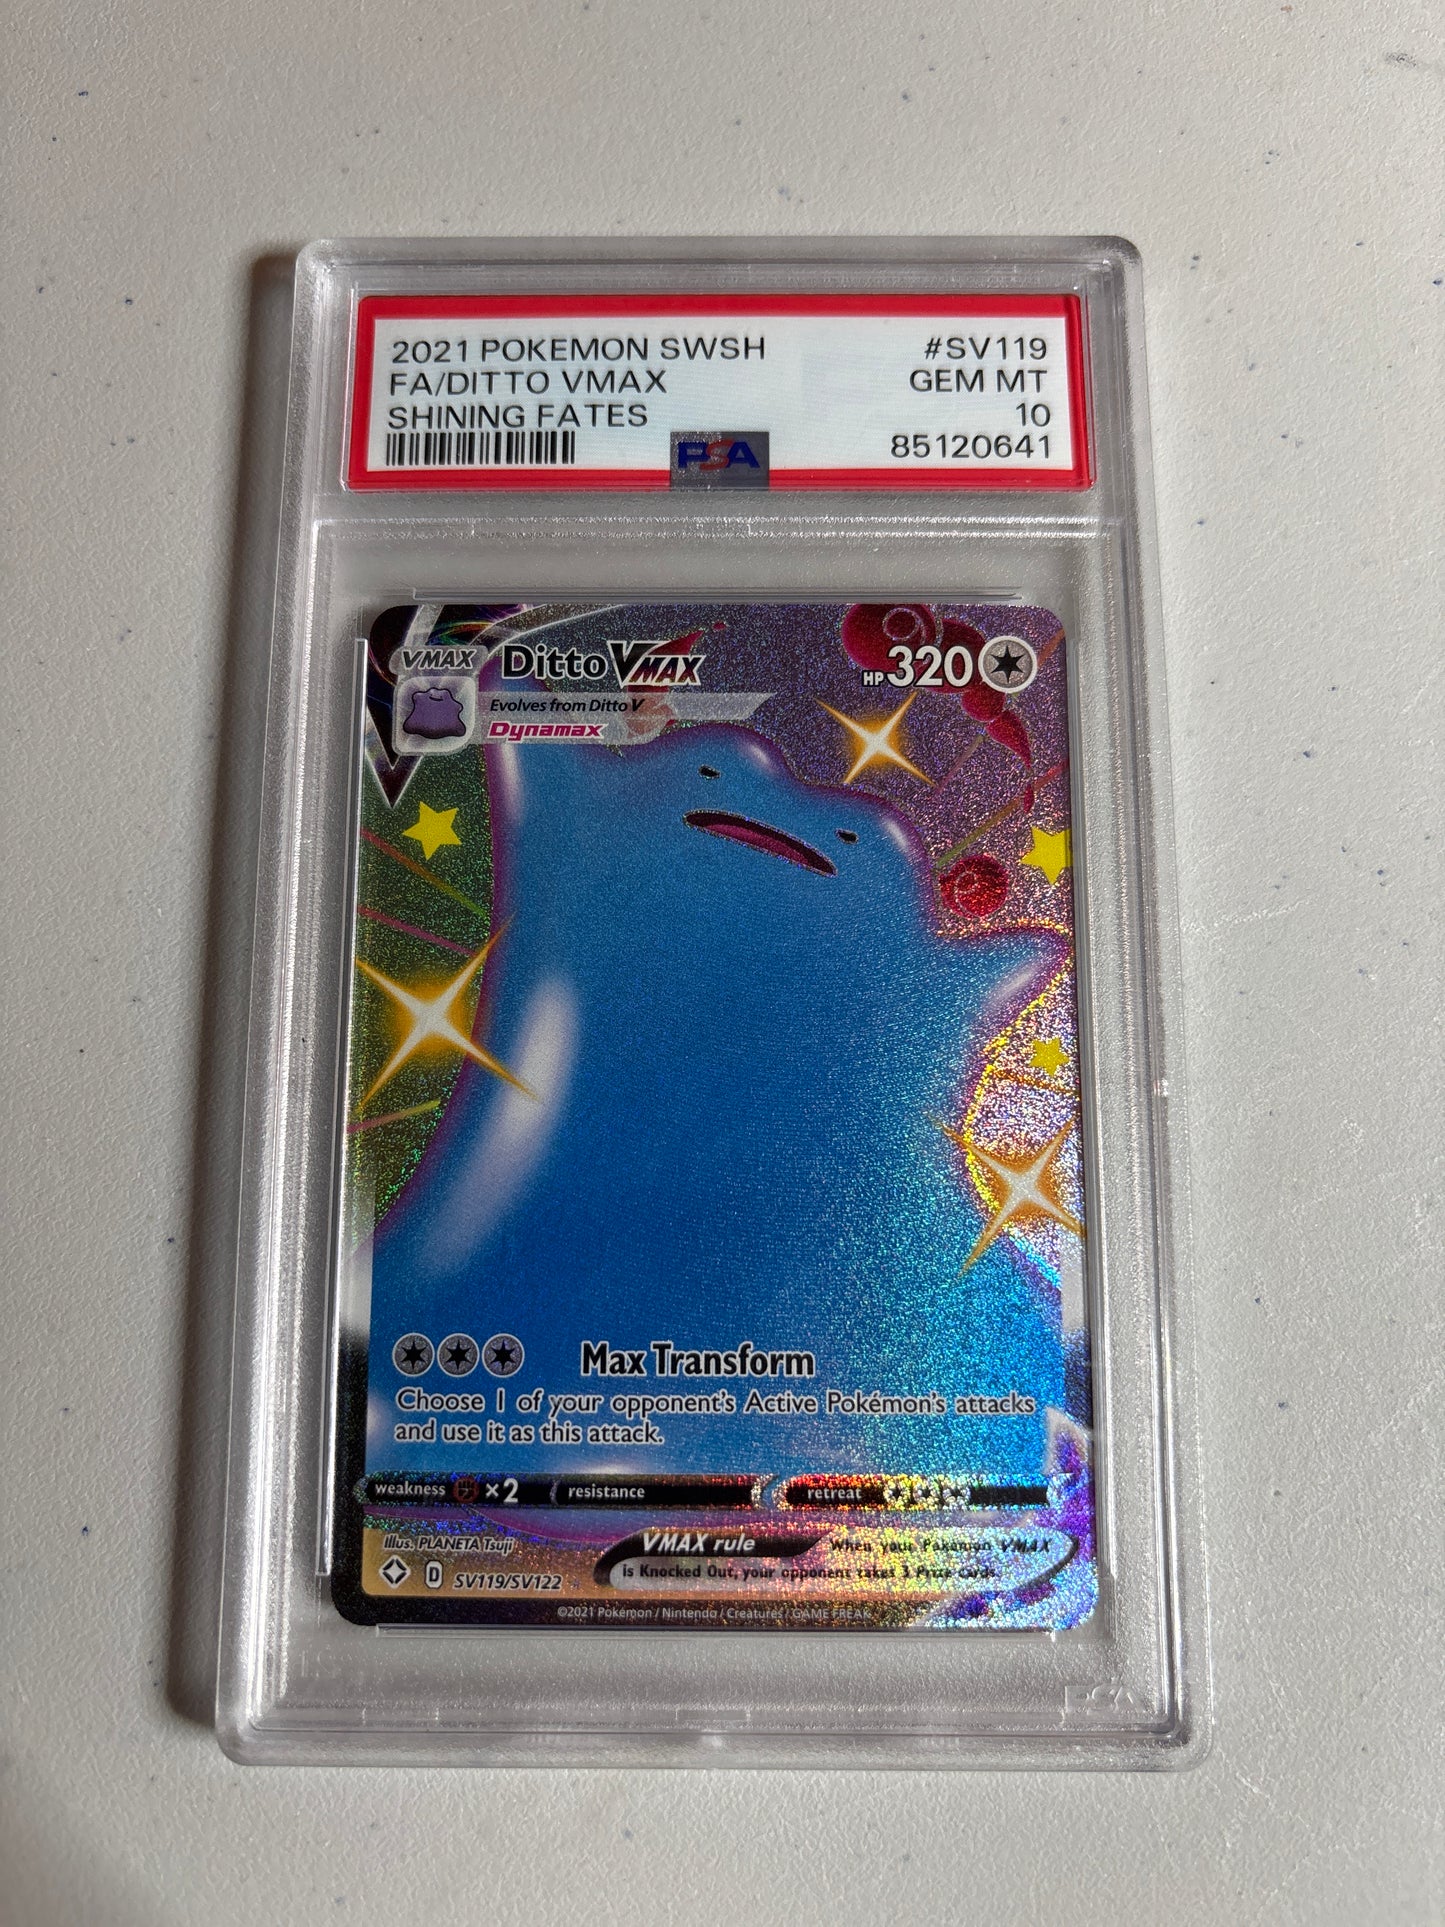 2021 POKEMON SWSH #SV119
FA/DITTO VMAX GEM MT
SHINING FATES 10
85120641
PSA
VMAX Ditto VMAX HP 320
Evolves from Ditto V
Dynamax
Max Transform
Choose 1 of your opponent's Active Pokémon's attacks
and use it as this attack.
weakness ×2 resistance retreat
Illus. PLANETA Tsuji
VMAX rule When your Pokémon VMAX
is Knocked Out, your opponent takes 3 Prize cards.
D SV119/SV122
©2021 Pokémon / Nintendo / Creatures / GAME FREAK
PSA